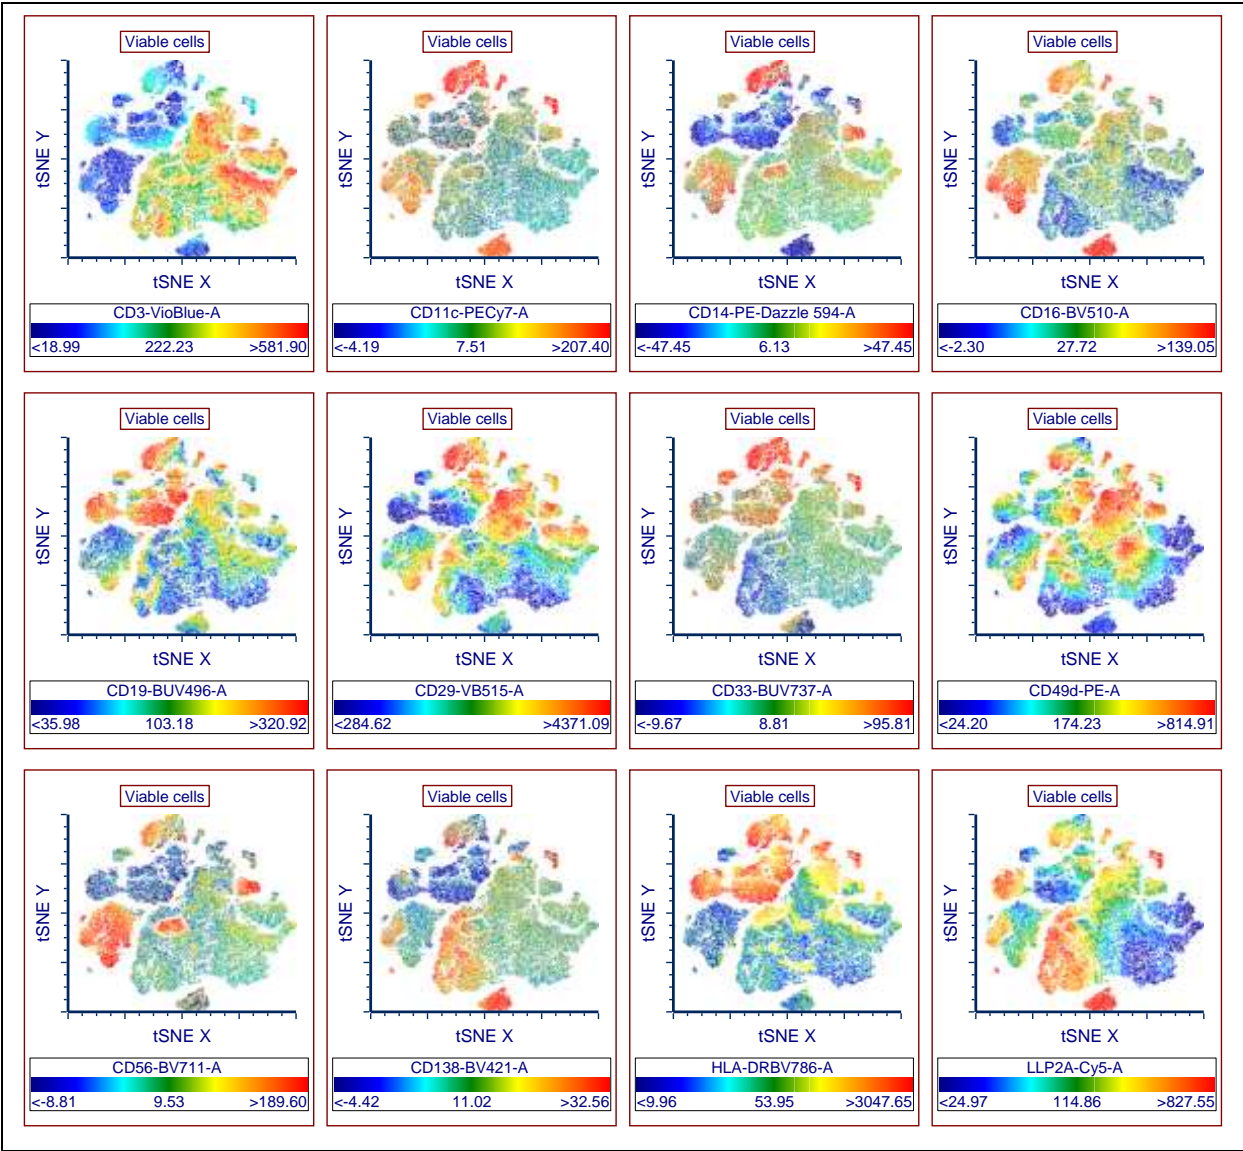 Viable cells Viable cells Viable cells Viable cells
tSNE Y tSNE Y tSNE Y tSNE Y
tSNE X tSNE X tSNE X tSNE X
CD3-VioBlue-A CD11c-PECy7-A CD14-PE-Dazzle 594-A CD16-BV510-A
<18.99 222.23 >581.90 <-4.19 7.51 >207.40 <-47.45 6.13 >47.45 <-2.30 27.72 >139.05
Viable cells Viable cells Viable cells Viable cells
tSNE Y tSNE Y tSNE Y tSNE Y
tSNE X tSNE X tSNE X tSNE X
CD19-BUV496-A CD29-VB515-A CD33-BUV737-A CD49d-PE-A
<35.98 103.18 >320.92 <284.62 >4371.09 <-9.67 8.81 >95.81 <24.20 174.23 >814.91
Viable cells Viable cells Viable cells Viable cells
tSNE Y tSNE Y tSNE Y tSNE Y
tSNE X tSNE X tSNE X tSNE X
CD56-BV711-A CD138-BV421-A HLA-DRBV786-A LLP2A-Cy5-A
<-8.81 9.53 >189.60 <-4.42 11.02 >32.56 <9.96 53.95 >3047.65 <24.97 114.86 >827.55